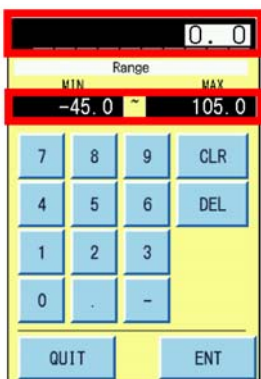 0. 0
Range
MIN MAX
-45.0 ~ 105.0
7 8 9 CLR
4 5 6 DEL
1 2 3
0 . -
QUIT ENT